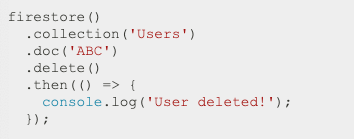 firestore()
  .collection('Users')
  .doc('ABC')
  .delete()
  .then(() => {
    console.log('User deleted!');
  });